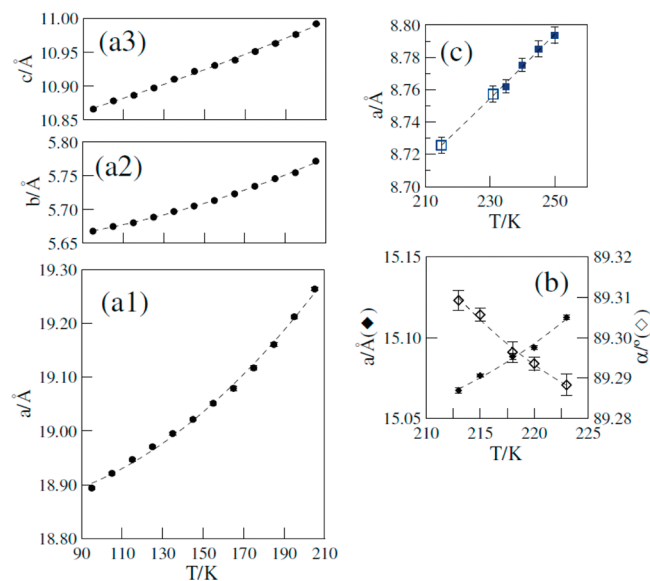 11.00
10.95
10.90
10.85
c/Å
(a3)
5.80
5.75
5.70
5.65
b/Å
(a2)
19.30
19.20
19.10
19.00
18.90
18.80
a/Å
(a1)
90 110 130 150 170 190 210
T/K
8.80
8.78
8.76
8.74
8.72
8.70
a/Å
(c)
210 230 250
T/K
15.15
15.10
15.05
a/Å(◆)
(b)
89.32
89.31
89.30
89.29
89.28
α/º(◇)
210 215 220 225
T/K